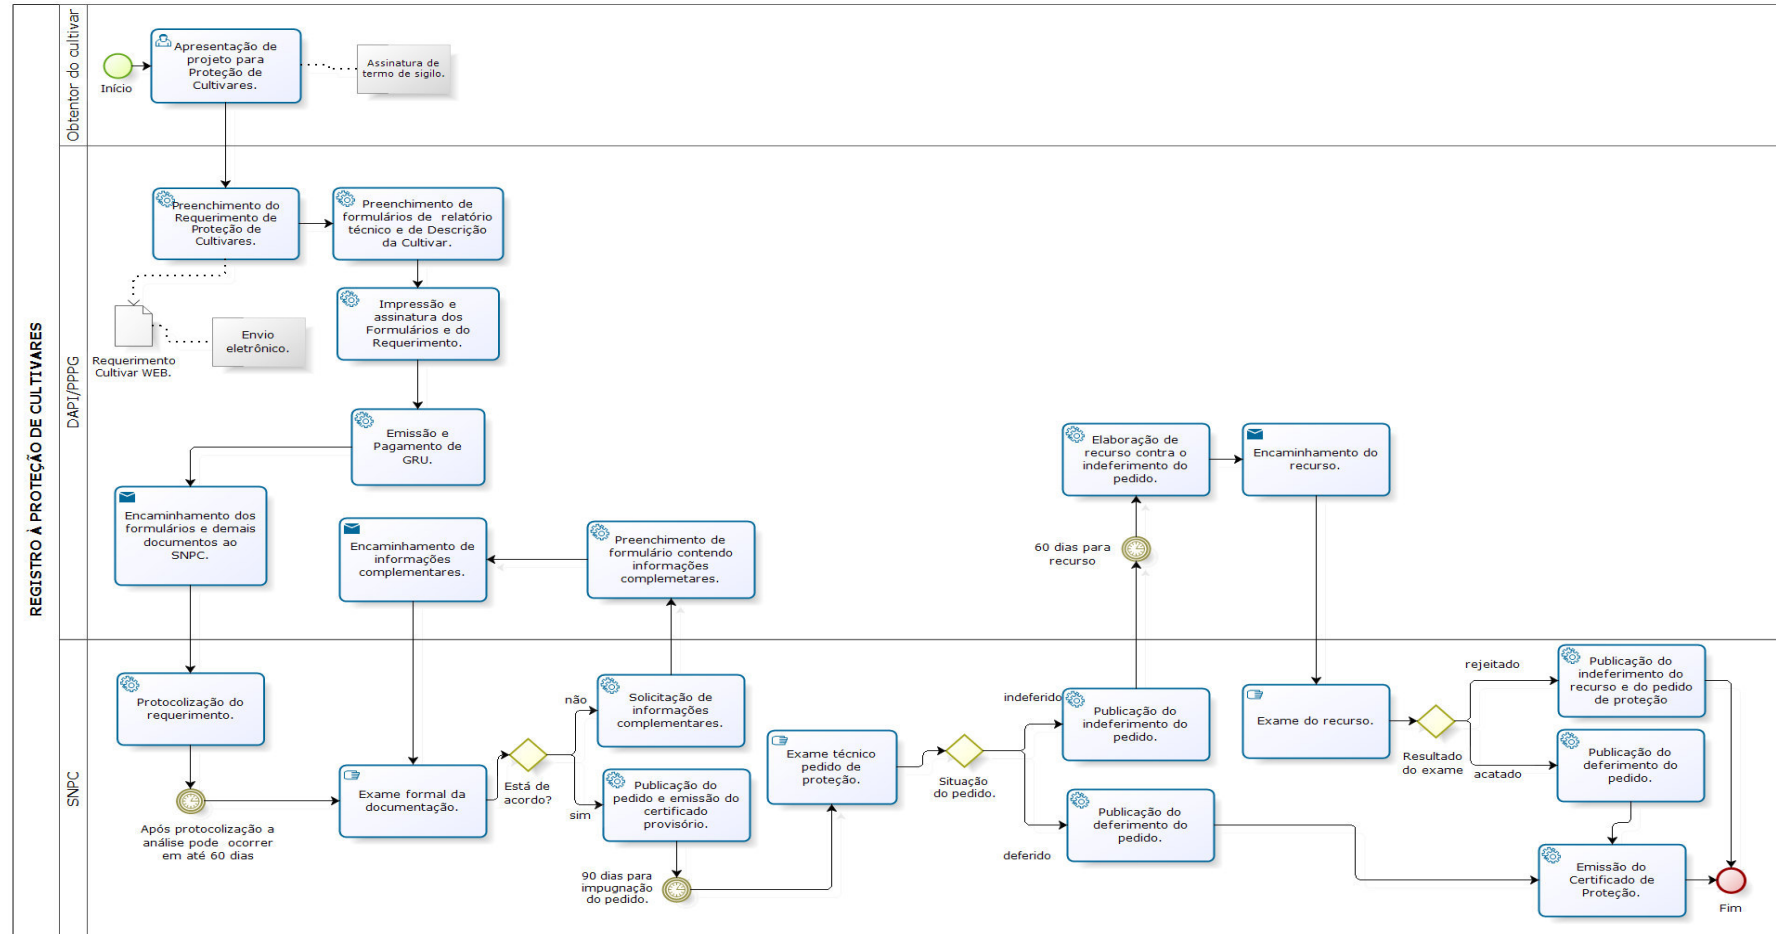 REGISTRO À PROTEÇÃO DE CULTIVARES
Obtentor do cultivar
Início
Apresentação de
projeto para
Proteção de
Cultivares.
Assinatura de
termo de sigilo.
DAPI/PPPG
Preenchimento do
Requerimento de
Proteção de
Cultivares.
Preenchimento de
formulários de relatório
técnico e de Descrição
da Cultivar.
Requerimento
Cultivar WEB.
Envio
eletrônico.
Impressão e
assinatura dos
Formulários e do
Requerimento.
Emissão e
Pagamento de
GRU.
Encaminhamento dos
formulários e demais
documentos ao
SNPC.
Encaminhamento de
informações
complementares.
Preenchimento de
formulário contendo
informações
complemetares.
60 dias para
recurso
Elaboração de
recurso contra o
indeferimento do
pedido.
Encaminhamento do
recurso.
SNPC
Protocolização do
requerimento.
Após protocolização a
análise pode ocorrer
em até 60 dias
Exame formal da
documentação.
Está de
acordo?
não
sim
Solicitação de
informações
complementares.
Publicação do
pedido e emissão do
certificado
provisório.
90 dias para
impugnação
do pedido.
Exame técnico
pedido de
proteção.
Situação
do pedido.
indeferido
deferido
Publicação do
indeferimento do
pedido.
Publicação do
deferimento do
pedido.
Exame do recurso.
Resultado
do exame
rejeitado
acatado
Publicação do
indeferimento do
recurso e do pedido
de proteção
Publicação do
deferimento do
pedido.
Emissão do
Certificado de
Proteção.
Fim